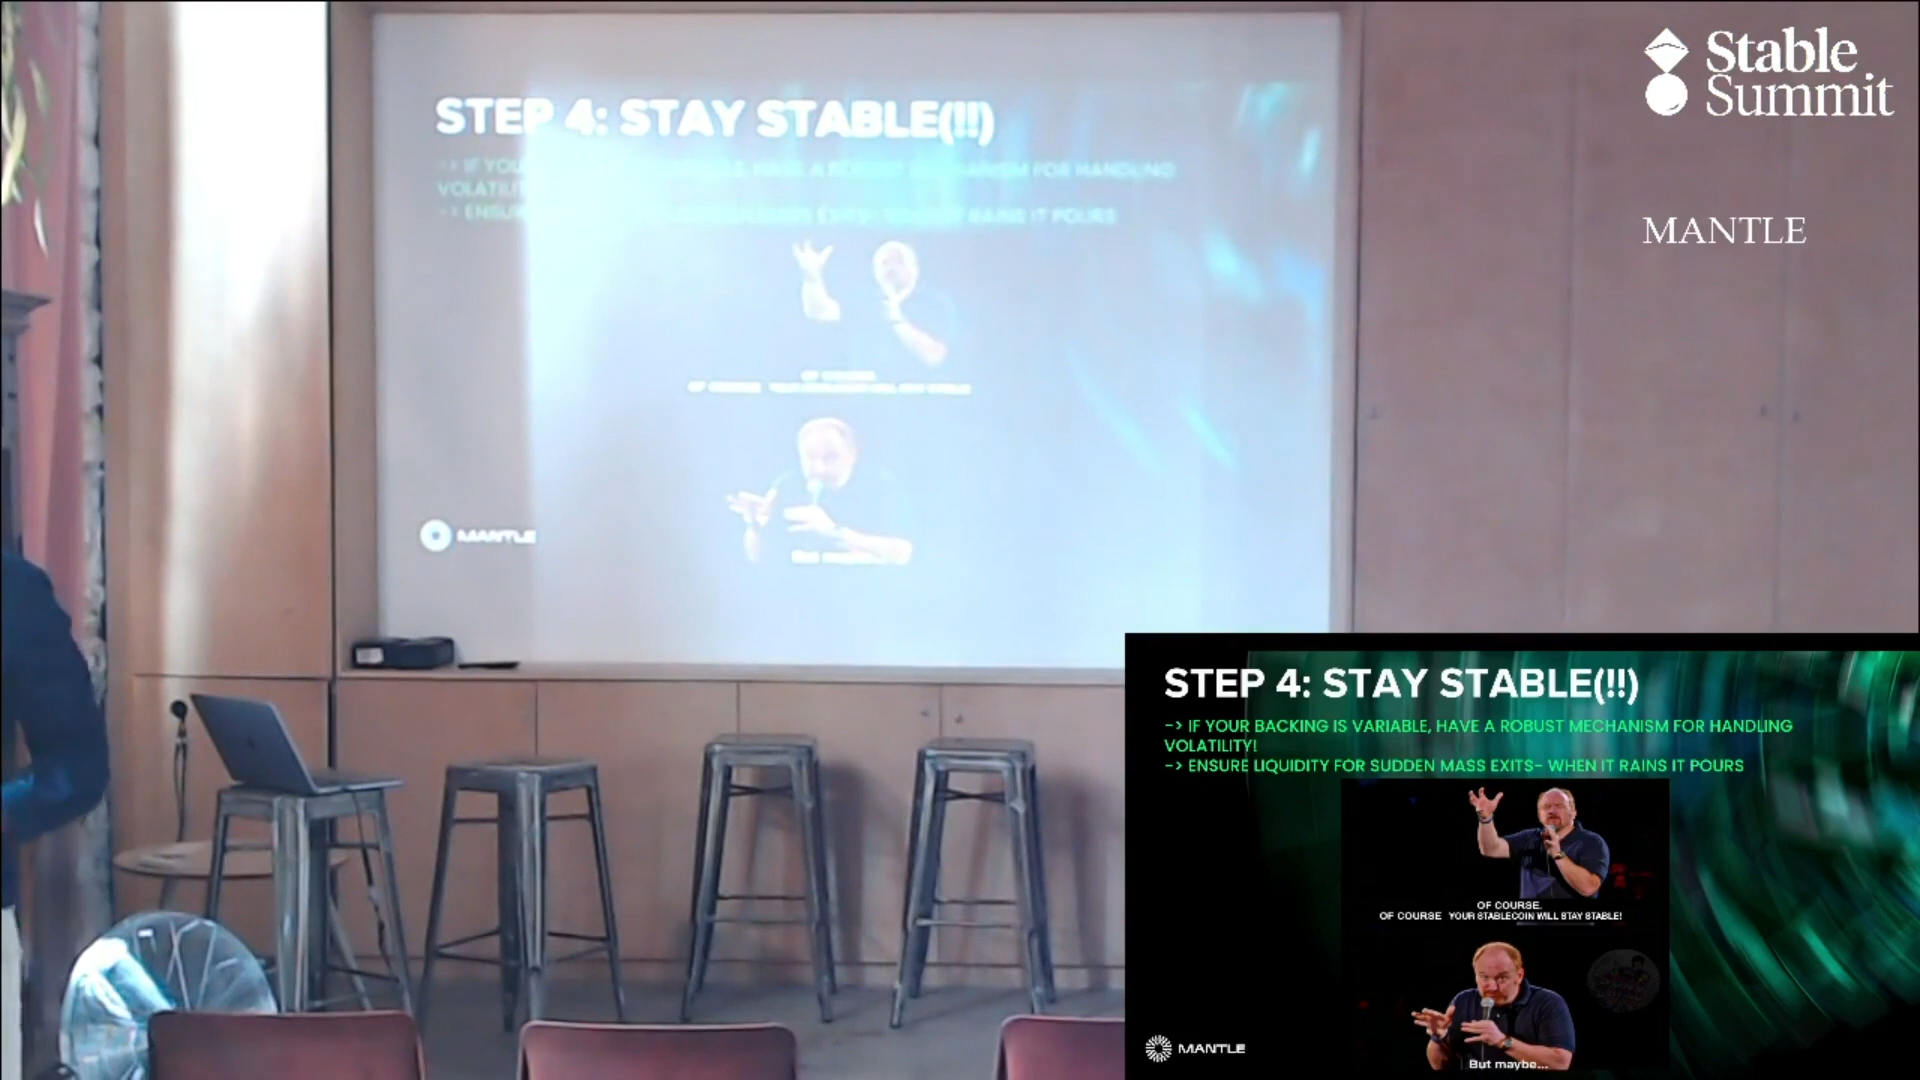 STEP 4: STAY STABLE(!!)
MANTLE
Stable
Summit
MANTLE
STEP 4: STAY STABLE(!!)
-> IF YOUR BACKING IS VARIABLE, HAVE A ROBUST MECHANISM FOR HANDLING
VOLATILITY!
-> ENSURE LIQUIDITY FOR SUDDEN MASS EXITS- WHEN IT RAINS IT POURS
OF COURSE.
OF COURSE YOUR STABLECOIN WILL STAY STABLE!
But maybe...
MANTLE